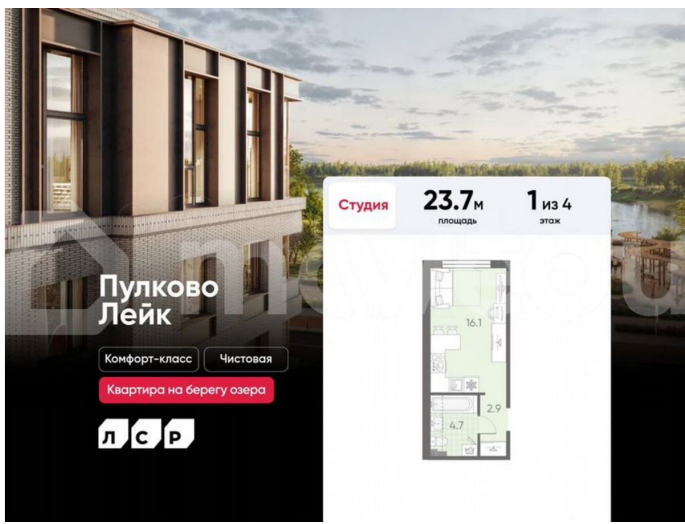 Студия
23.7м
площадь
1 из 4
этаж
Пулково
Лейк
Комфорт-класс
Чистовая
Квартира на берегу озера
ЛСР
16.1
2.9
4.7